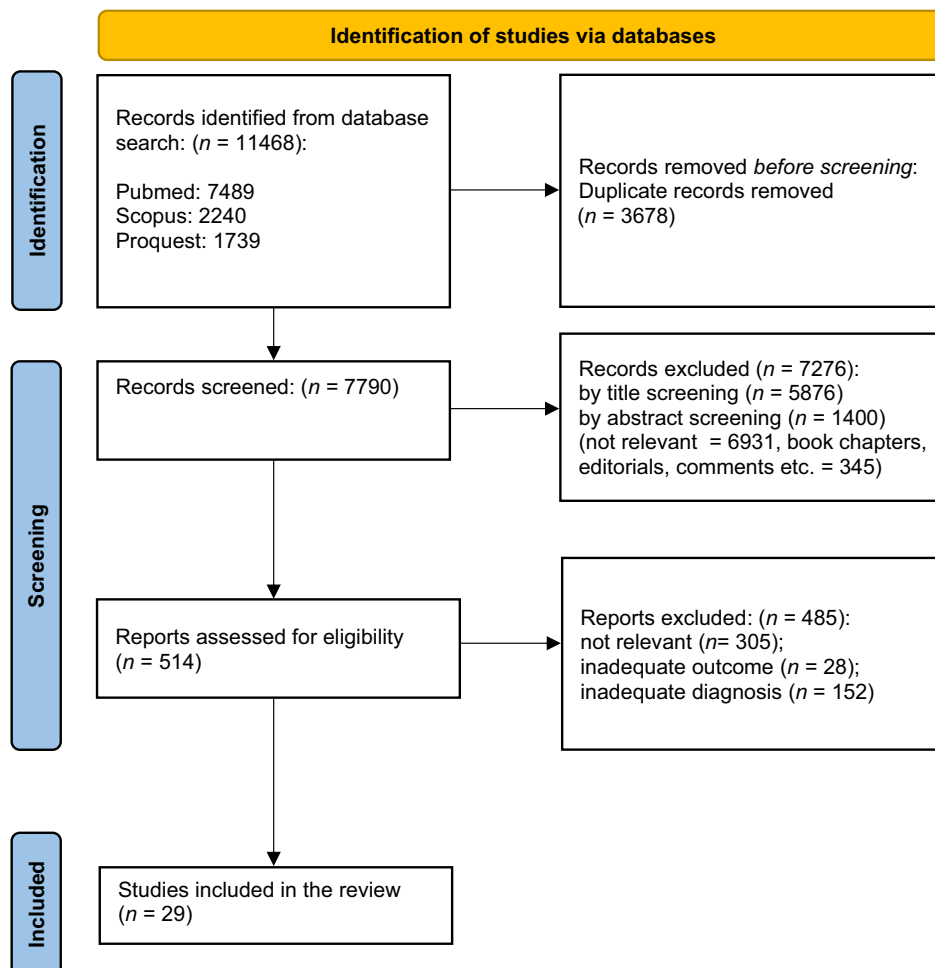 Identification of studies via databases
Identification
Records identified from database
search: (n = 11468):
Pubmed: 7489
Scopus: 2240
Proquest: 1739
Records removed before screening:
Duplicate records removed
(n = 3678)
Screening
Records screened: (n = 7790)
Records excluded (n = 7276):
by title screening (n = 5876)
by abstract screening (n = 1400)
(not relevant  = 6931, book chapters,
editorials, comments etc. = 345)
Reports assessed for eligibility
(n = 514)
Reports excluded: (n = 485):
not relevant (n= 305);
inadequate outcome (n = 28);
inadequate diagnosis (n = 152)
Included
Studies included in the review
(n = 29)